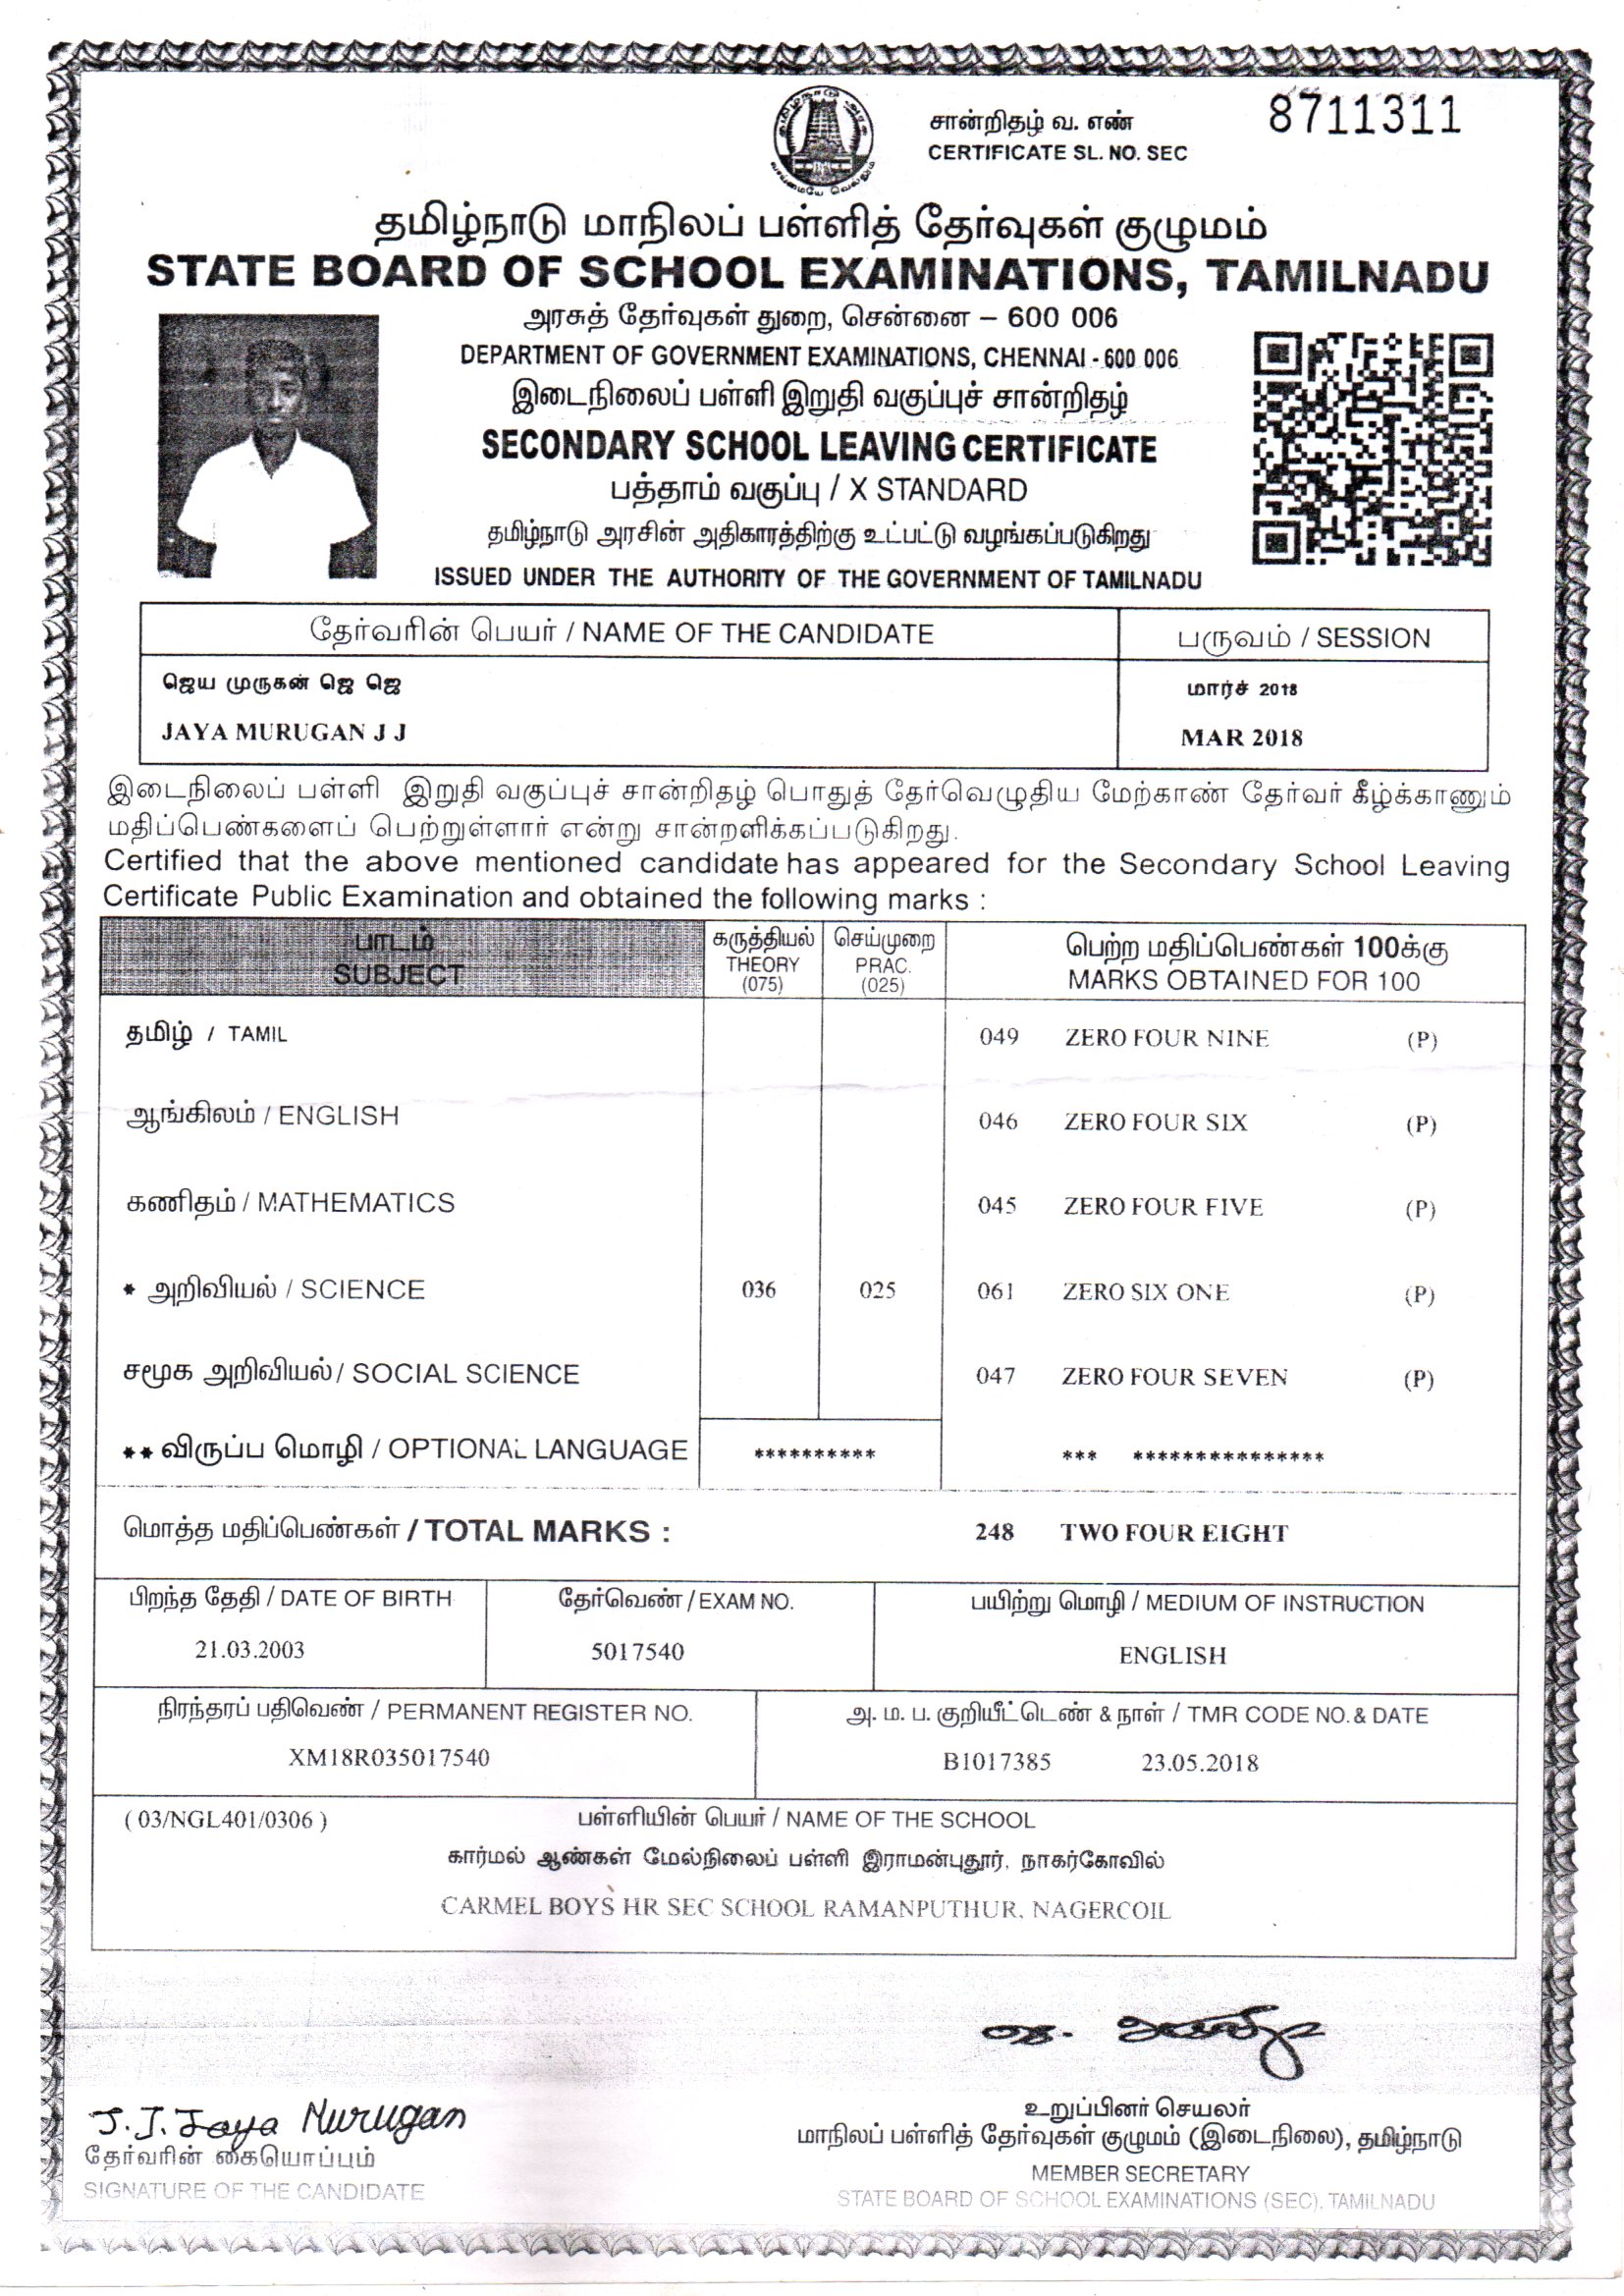 தமிழ்நாடு அரசு
வாய்மையே வெல்லும்
சான்றிதழ் வ. எண்
8711311
CERTIFICATE SL. NO. SEC
தமிழ்நாடு மாநிலப் பள்ளித் தேர்வுகள் குழுமம்
STATE BOARD OF SCHOOL EXAMINATIONS, TAMILNADU
அரசுத் தேர்வுகள் துறை, சென்னை – 600 006
DEPARTMENT OF GOVERNMENT EXAMINATIONS, CHENNAI - 600 006
இடைநிலைப் பள்ளி இறுதி வகுப்புச் சான்றிதழ்
SECONDARY SCHOOL LEAVING CERTIFICATE
பத்தாம் வகுப்பு / X STANDARD
தமிழ்நாடு அரசின் அதிகாரத்திற்கு உட்பட்டு வழங்கப்படுகிறது
ISSUED UNDER THE AUTHORITY OF THE GOVERNMENT OF TAMILNADU
தேர்வரின் பெயர் / NAME OF THE CANDIDATE பருவம் / SESSION
ஜெய முருகன் ஜெ ஜெ மார்ச் 2018
JAYA MURUGAN J J MAR 2018
இடைநிலைப் பள்ளி இறுதி வகுப்புச் சான்றிதழ் பொதுத் தேர்வெழுதிய மேற்காண் தேர்வர் கீழ்க்காணும்
மதிப்பெண்களைப் பெற்றுள்ளார் என்று சான்றளிக்கப்படுகிறது.
Certified that the above mentioned candidate has appeared for the Secondary School Leaving
Certificate Public Examination and obtained the following marks :
பாடம் கருத்தியல் செய்முறை பெற்ற மதிப்பெண்கள் 100க்கு
SUBJECT THEORY PRAC. MARKS OBTAINED FOR 100
(075) (025)
தமிழ் / TAMIL 049 ZERO FOUR NINE (P)
ஆங்கிலம் / ENGLISH 046 ZERO FOUR SIX (P)
கணிதம் / MATHEMATICS 045 ZERO FOUR FIVE (P)
* அறிவியல் / SCIENCE 036 025 061 ZERO SIX ONE (P)
சமூக அறிவியல் / SOCIAL SCIENCE 047 ZERO FOUR SEVEN (P)
** விருப்ப மொழி / OPTIONAL LANGUAGE ********** *** ***************
மொத்த மதிப்பெண்கள் / TOTAL MARKS : 248 TWO FOUR EIGHT
பிறந்த தேதி / DATE OF BIRTH தேர்வெண் / EXAM NO. பயிற்று மொழி / MEDIUM OF INSTRUCTION
21.03.2003 5017540 ENGLISH
நிரந்தரப் பதிவெண் / PERMANENT REGISTER NO. அ. ம. ப. குறியீட்டெண் & நாள் / TMR CODE NO. & DATE
XM18R035017540 B1017385 23.05.2018
( 03/NGL401/0306 ) பள்ளியின் பெயர் / NAME OF THE SCHOOL
கார்மல் ஆண்கள் மேல்நிலைப் பள்ளி இராமன்புதூர், நாகர்கோவில்
CARMEL BOYS HR SEC SCHOOL RAMANPUTHUR, NAGERCOIL
J.J. Jaya Murugan
தேர்வரின் கையொப்பம்
SIGNATURE OF THE CANDIDATE
உறுப்பினர் செயலர்
மாநிலப் பள்ளித் தேர்வுகள் குழுமம் (இடைநிலை), தமிழ்நாடு
MEMBER SECRETARY
STATE BOARD OF SCHOOL EXAMINATIONS (SEC), TAMILNADU